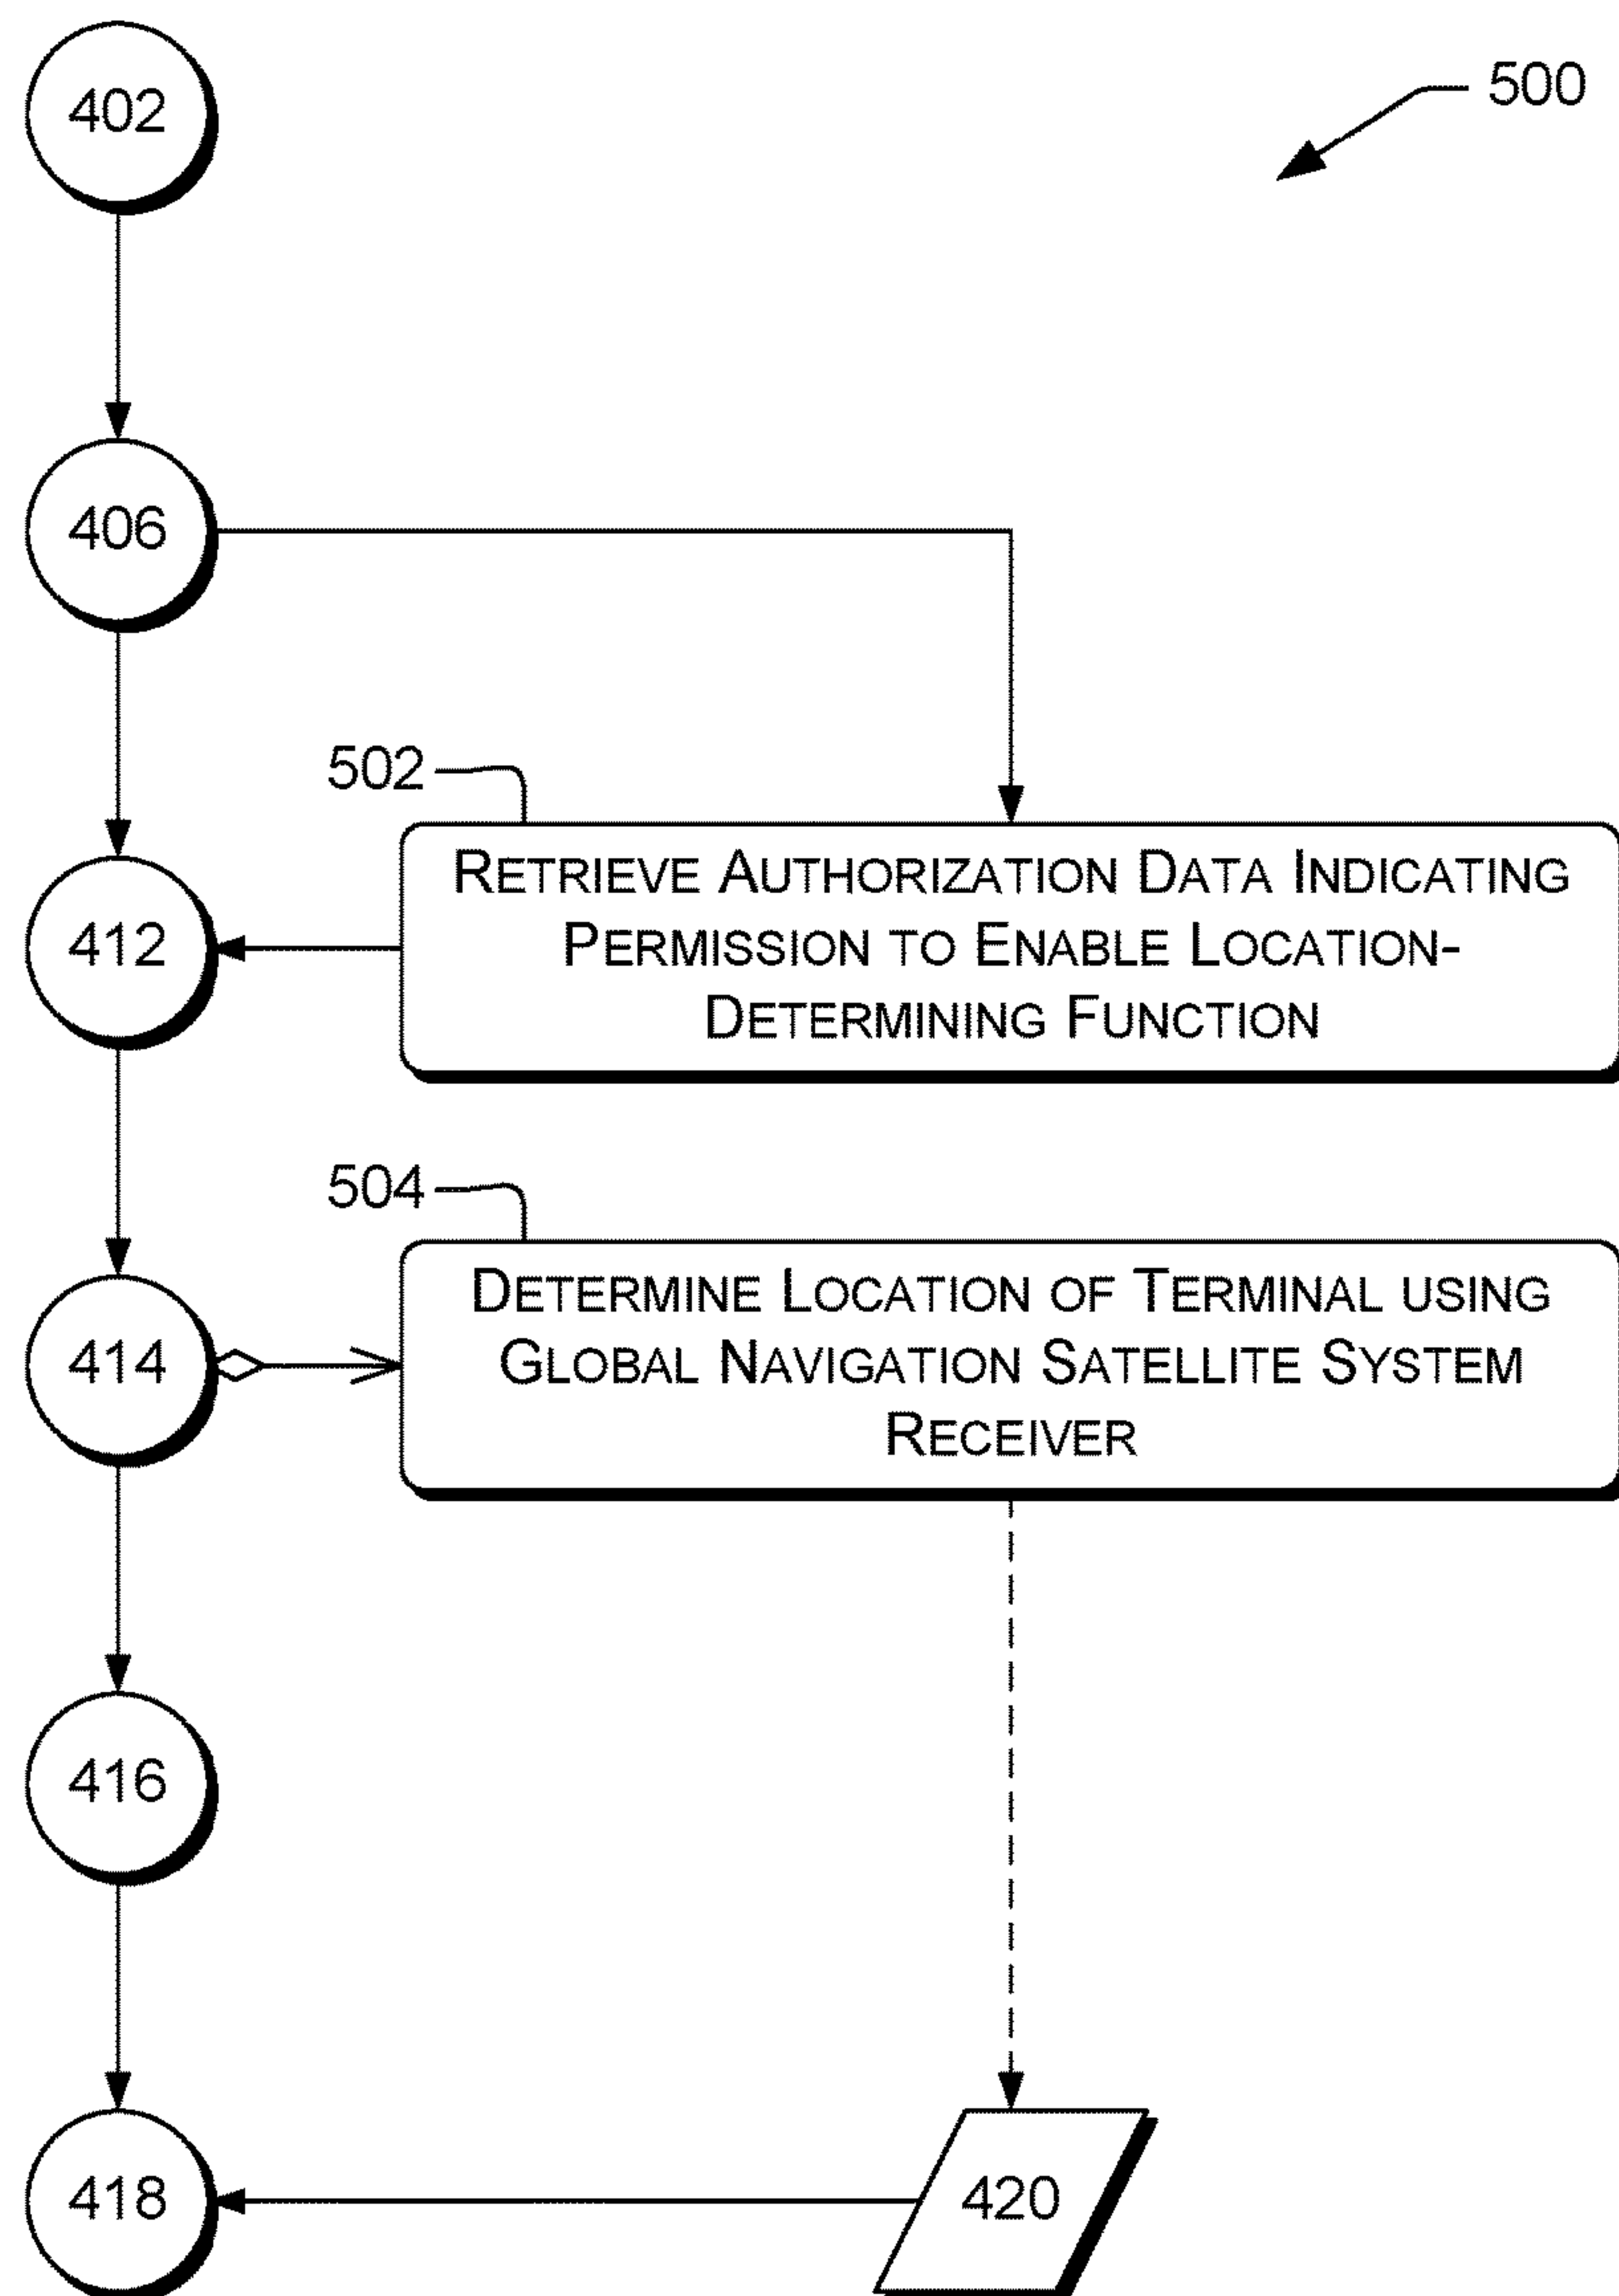 402
500
406
502
RETRIEVE AUTHORIZATION DATA INDICATING
PERMISSION TO ENABLE LOCATION-
DETERMINING FUNCTION
412
504
DETERMINE LOCATION OF TERMINAL USING
GLOBAL NAVIGATION SATELLITE SYSTEM
RECEIVER
414
416
418
420